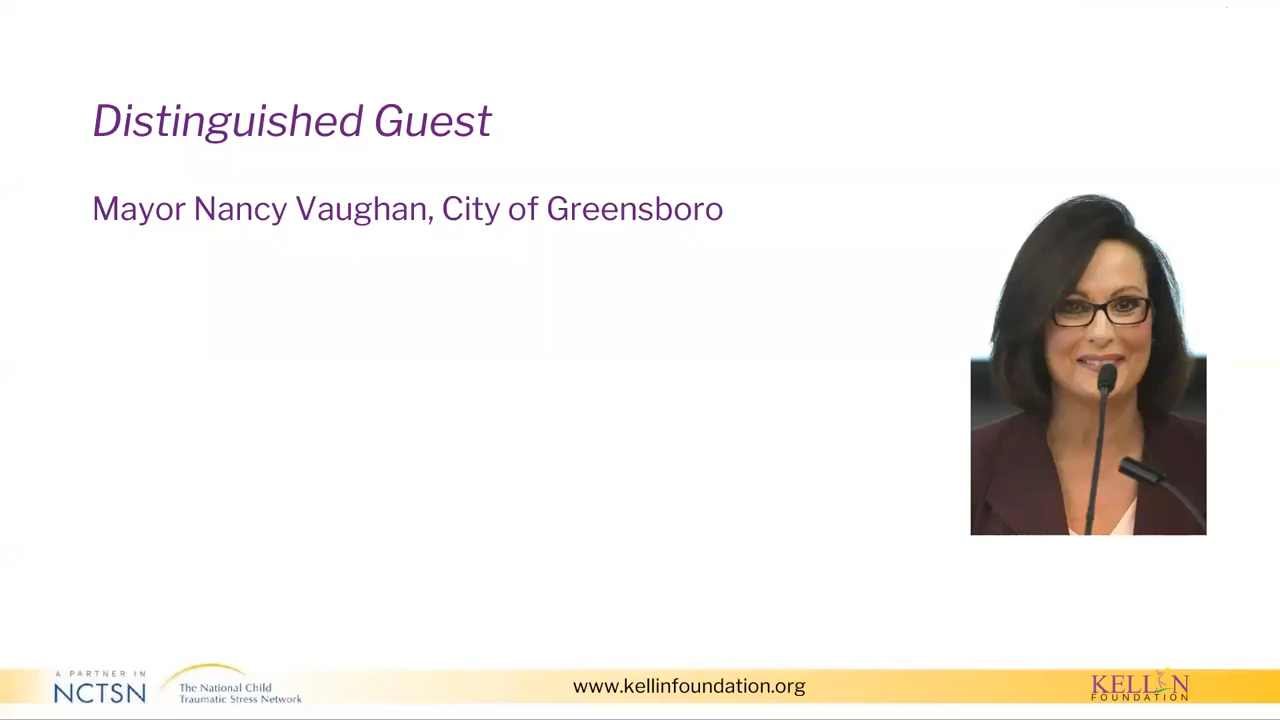 Distinguished Guest
Mayor Nancy Vaughan, City of Greensboro
A PARTNER IN
NCTSN
The National Child
Traumatic Stress Network
www.kellinfoundation.org
KELLIN
FOUNDATION